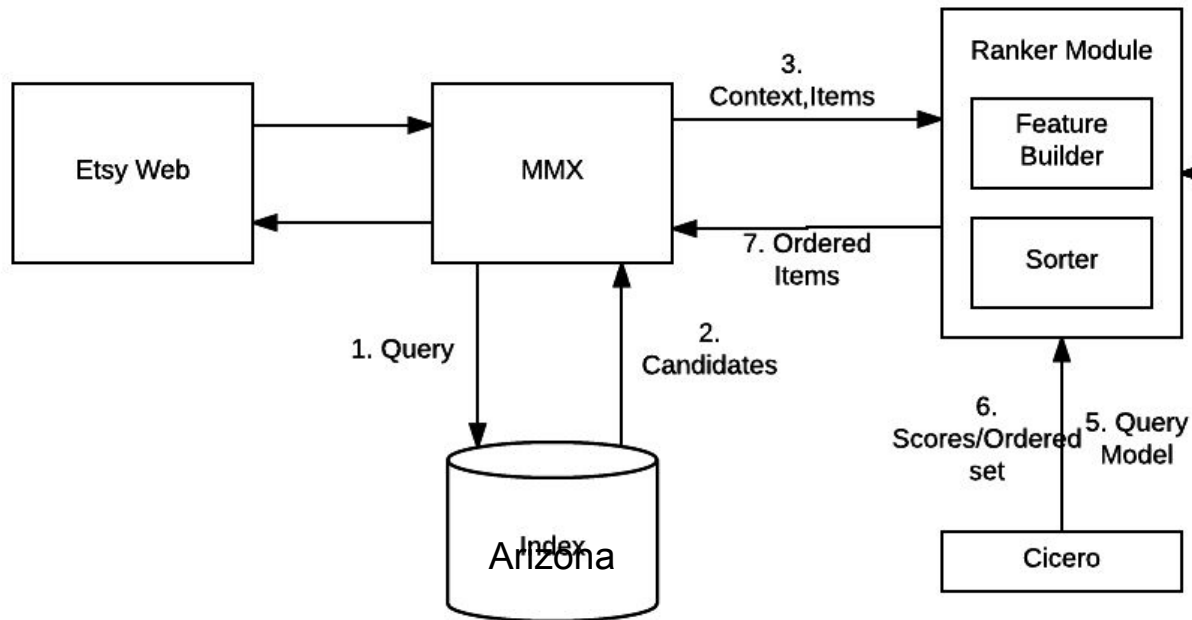 Ranker Module
3.
Context,Items
Feature
Builder
Etsy Web
MMX
7. Ordered
Items
Sorter
1. Query
2.
Candidates
6.
Scores/Ordered
set
5. Query
Model
Index
Arizona
Cicero